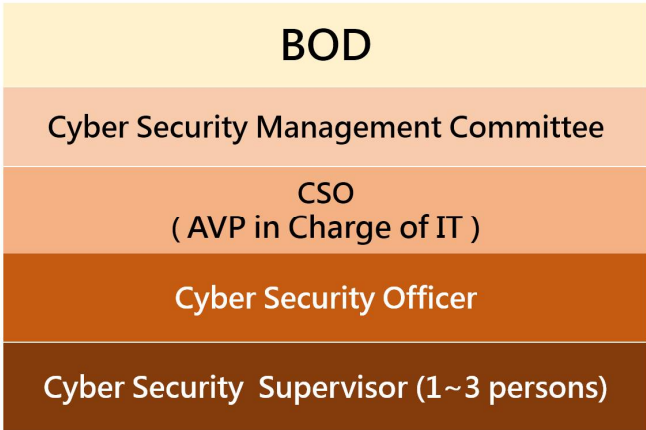 BOD
Cyber Security Management Committee
CSO
( AVP in Charge of IT )
Cyber Security Officer
Cyber Security  Supervisor (1~3 persons)